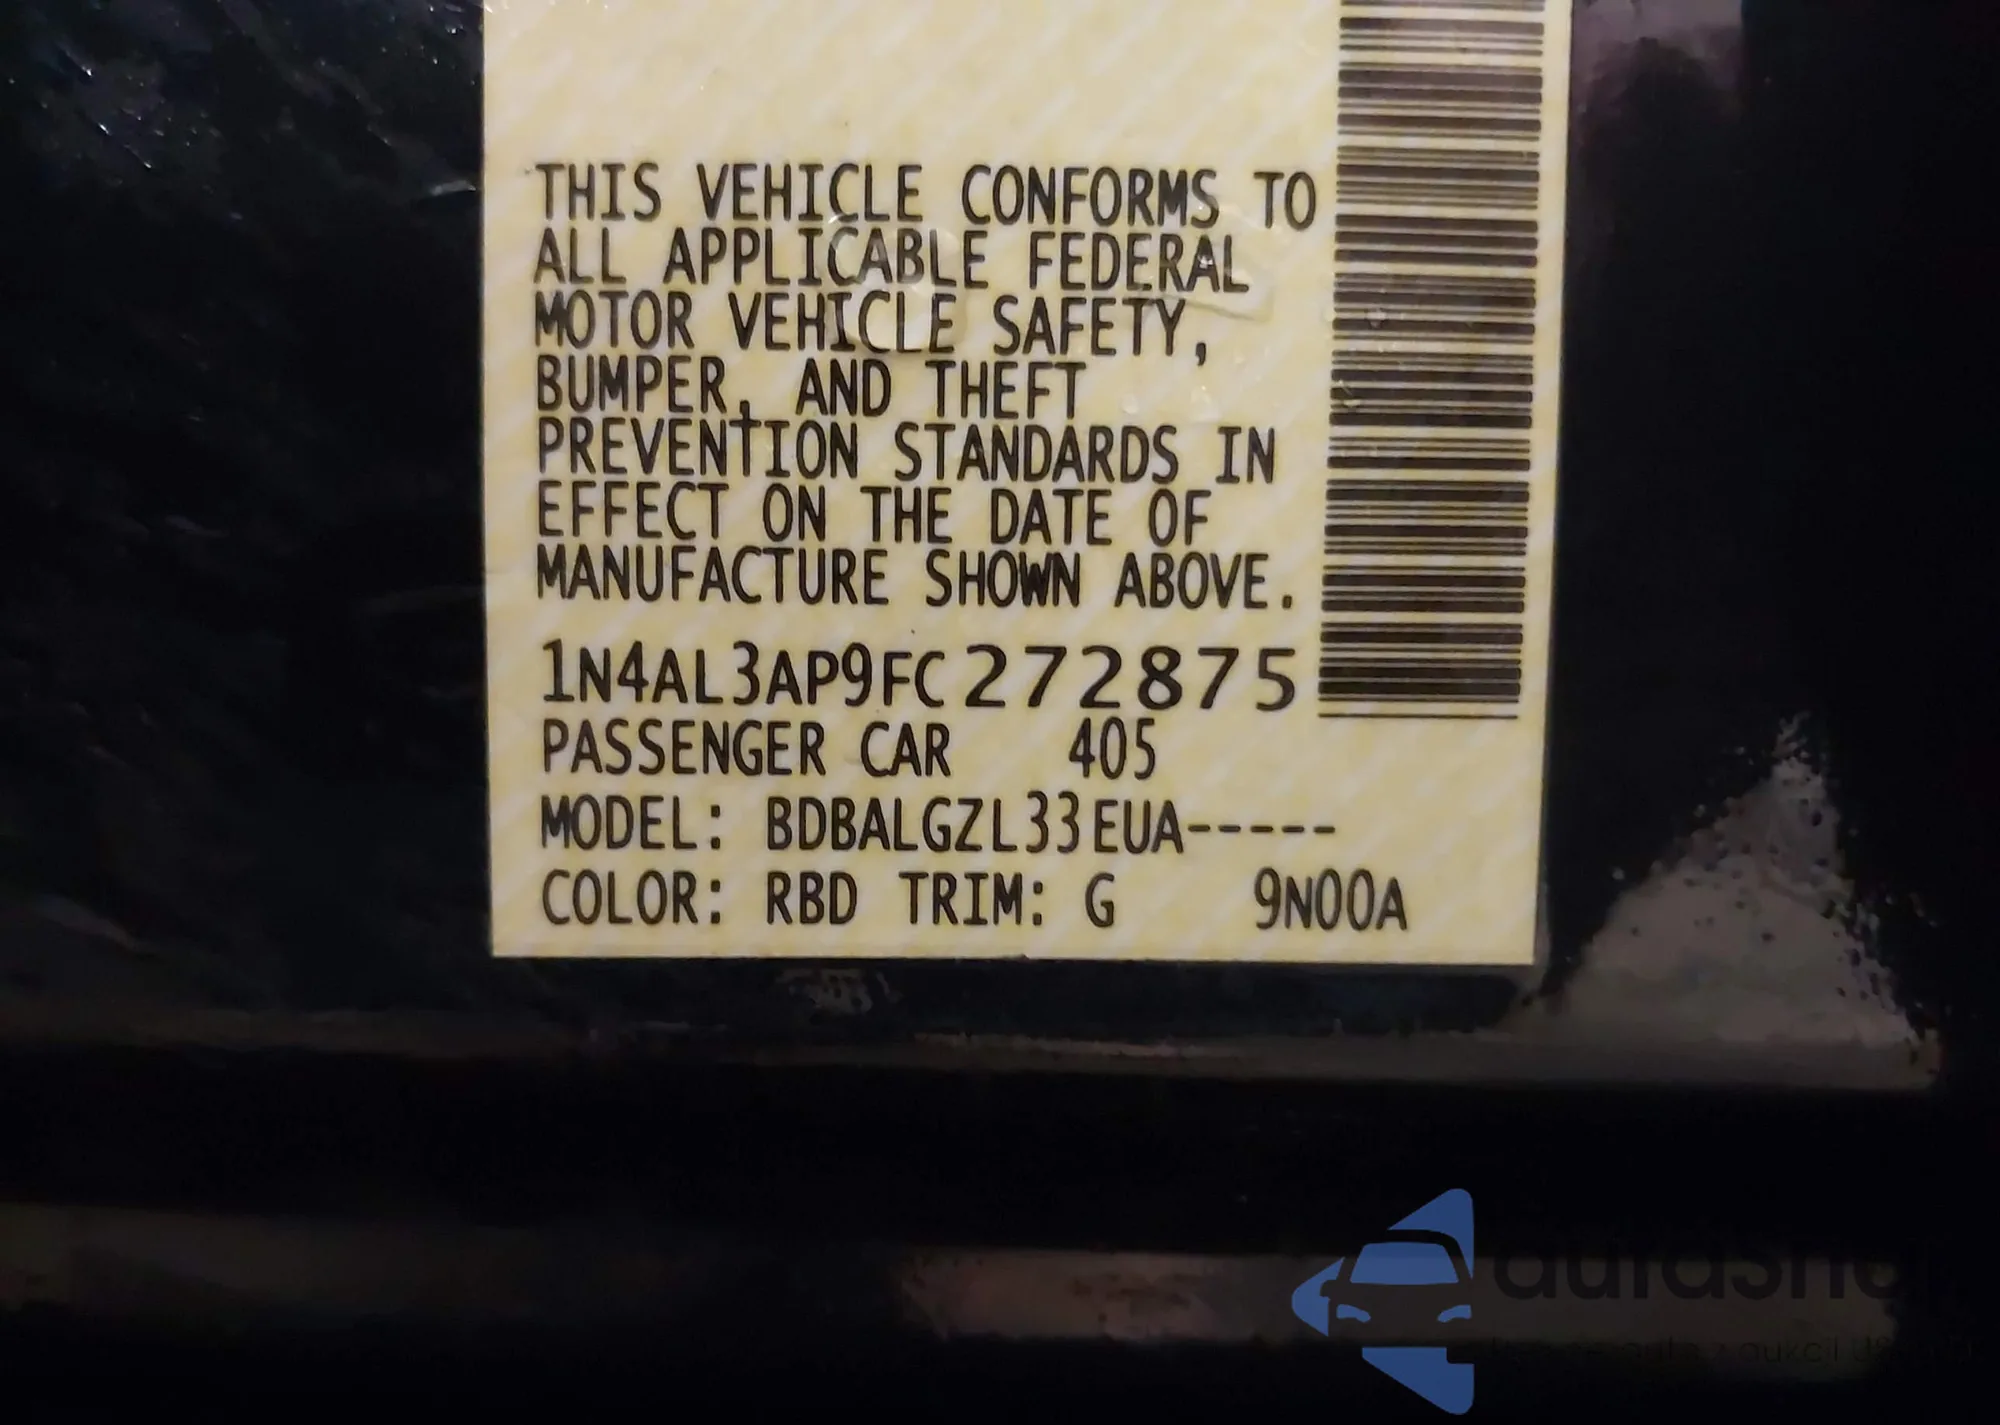 THIS VEHICLE CONFORMS TO
ALL APPLICABLE FEDERAL
MOTOR VEHICLE SAFETY,
BUMPER, AND THEFT
PREVENTION STANDARDS IN
EFFECT ON THE DATE OF
MANUFACTURE SHOWN ABOVE.
1N4AL3AP9FC272875
PASSENGER CAR 405
MODEL: BDBALGZL33EUA-----
COLOR: RBD TRIM: G 9N00A